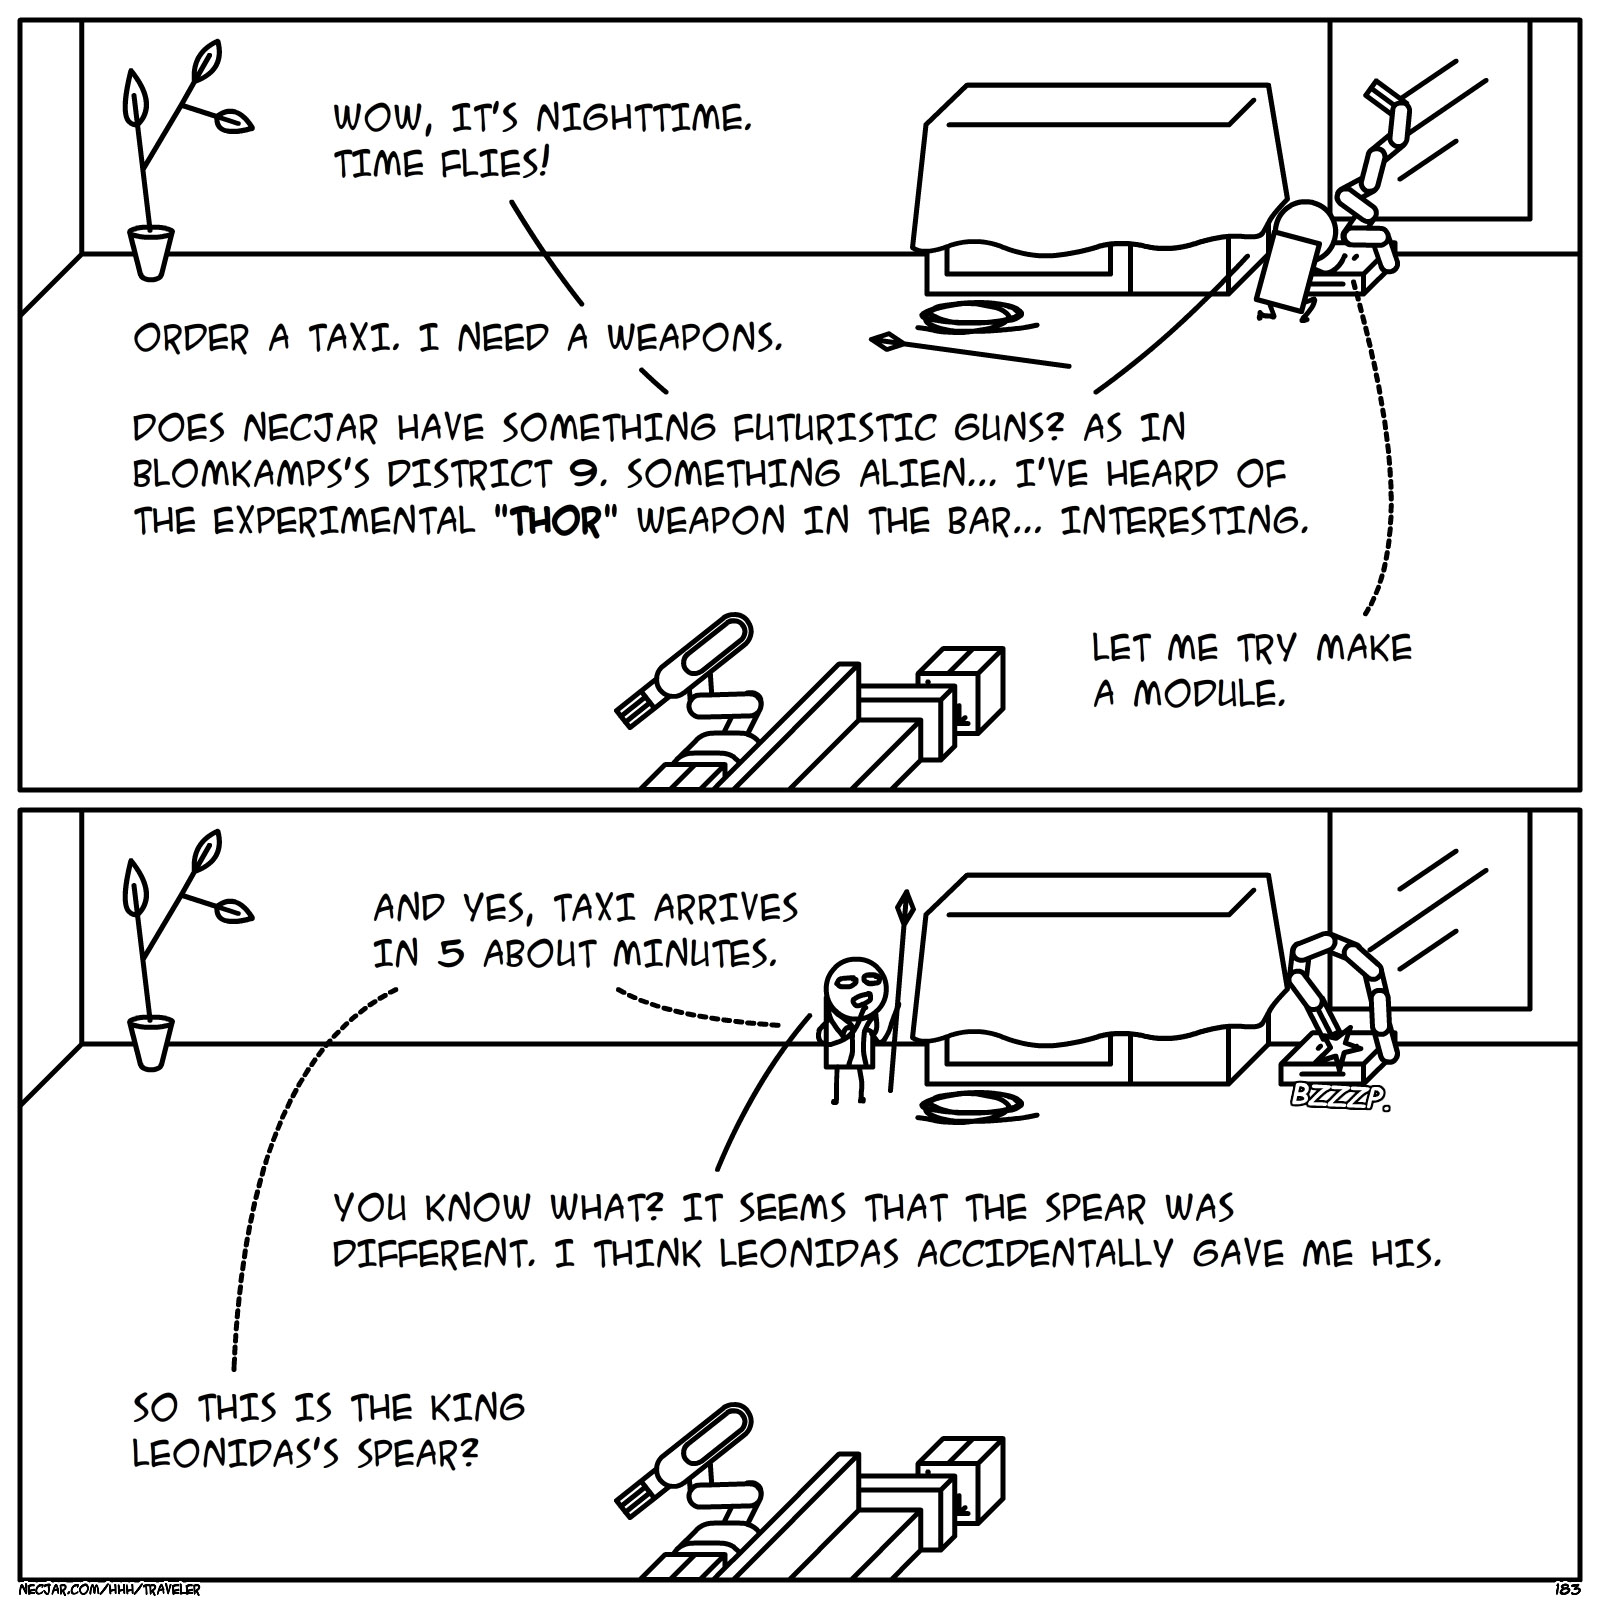 WOW, IT'S NIGHTTIME.
TIME FLIES!
ORDER A TAXI. I NEED A WEAPONS.
DOES NECJAR HAVE SOMETHING FUTURISTIC GUNS? AS IN
BLOMKAMPS'S DISTRICT 9. SOMETHING ALIEN... I'VE HEARD OF
THE EXPERIMENTAL "THOR" WEAPON IN THE BAR... INTERESTING.
LET ME TRY MAKE
A MODULE.
AND YES, TAXI ARRIVES
IN 5 ABOUT MINUTES.
BZZZP.
YOU KNOW WHAT? IT SEEMS THAT THE SPEAR WAS
DIFFERENT. I THINK LEONIDAS ACCIDENTALLY GAVE ME HIS.
SO THIS IS THE KING
LEONIDAS'S SPEAR?
NECJAR.COM/HHH/TRAVELER
183